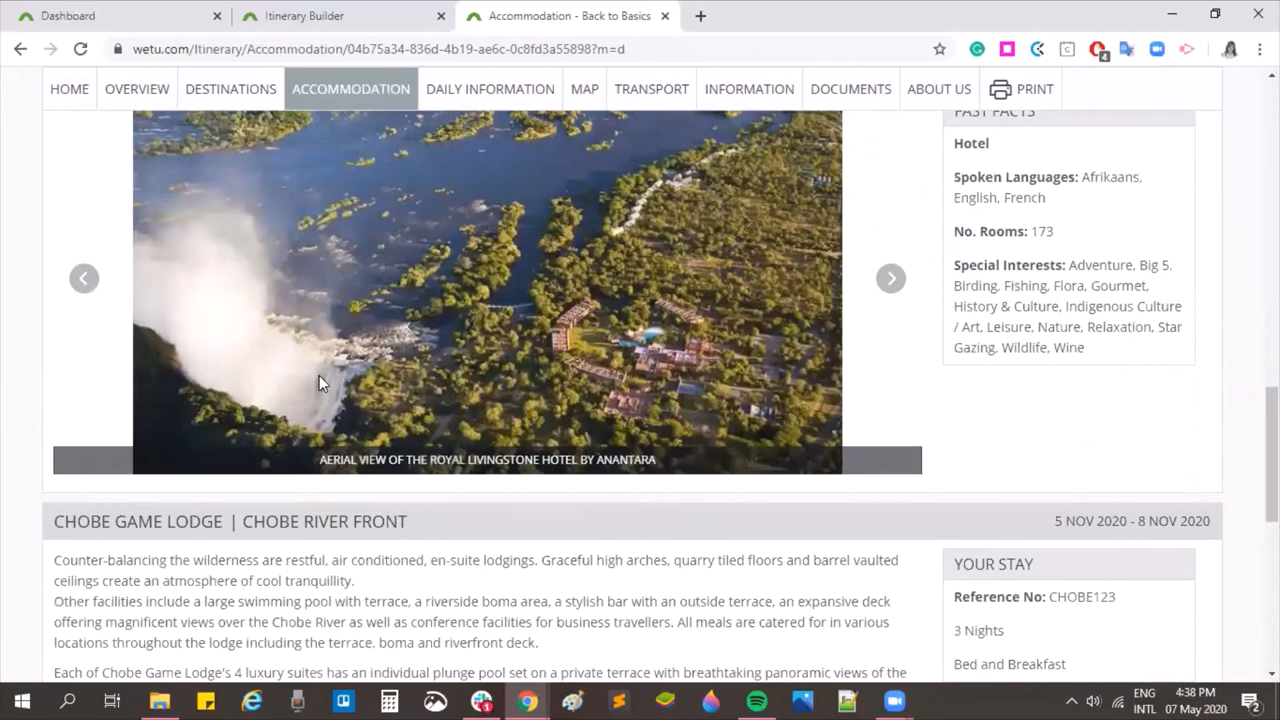 Dashboard
Itinerary Builder
Accommodation - Back to Basics
wetu.com/Itinerary/Accommodation/04b75a34-836d-4b19-ae6c-0c8fd3a55898?m=d
4
HOME
OVERVIEW
DESTINATIONS
ACCOMMODATION
DAILY INFORMATION
MAP
TRANSPORT
INFORMATION
DOCUMENTS
ABOUT US
PRINT
FAST FACTS
Hotel
Spoken Languages: Afrikaans,
English, French
No. Rooms: 173
Special Interests: Adventure, Big 5.
Birding, Fishing, Flora, Gourmet,
History & Culture, Indigenous Culture
/ Art, Leisure, Nature, Relaxation, Star
Gazing, Wildlife, Wine
AERIAL VIEW OF THE ROYAL LIVINGSTONE HOTEL BY ANANTARA
CHOBE GAME LODGE | CHOBE RIVER FRONT
5 NOV 2020 - 8 NOV 2020
Counter-balancing the wilderness are restful, air conditioned, en-suite lodgings. Graceful high arches, quarry tiled floors and barrel vaulted
ceilings create an atmosphere of cool tranquillity.
Other facilities include a large swimming pool with terrace, a riverside boma area, a stylish bar with an outside terrace, an expansive deck
offering magnificent views over the Chobe River as well as conference facilities for business travellers. All meals are catered for in various
locations throughout the lodge including the terrace, boma and riverfront deck.
Each of Chobe Game Lodge's 4 luxury suites has an individual plunge pool set on a private terrace with breathtaking panoramic views of the
YOUR STAY
Reference No: CHOBE123
3 Nights
Bed and Breakfast
ENG
INTL
4:38 PM
07 May 2020
2